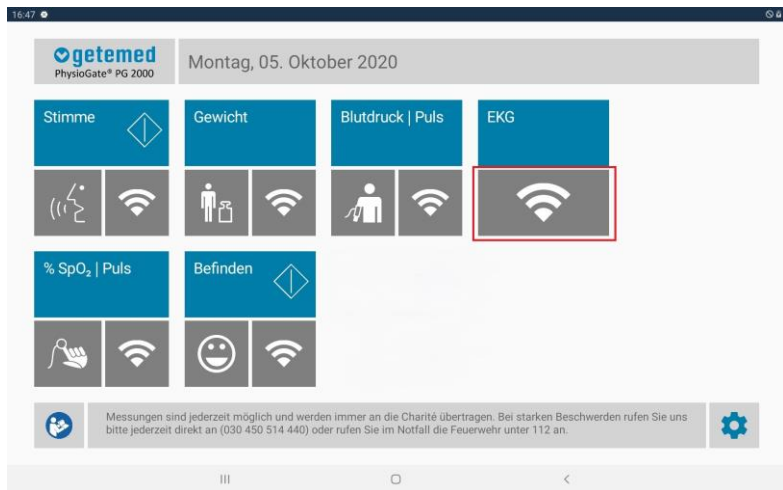 16:47
getemed
PhysioGate® PG 2000
Montag, 05. Oktober 2020
Stimme
Gewicht
Blutdruck | Puls
EKG
% SpO₂ | Puls
Befinden
Messungen sind jederzeit möglich und werden immer an die Charité übertragen. Bei starken Beschwerden rufen Sie uns
bitte jederzeit direkt an (030 450 514 440) oder rufen Sie im Notfall die Feuerwehr unter 112 an.